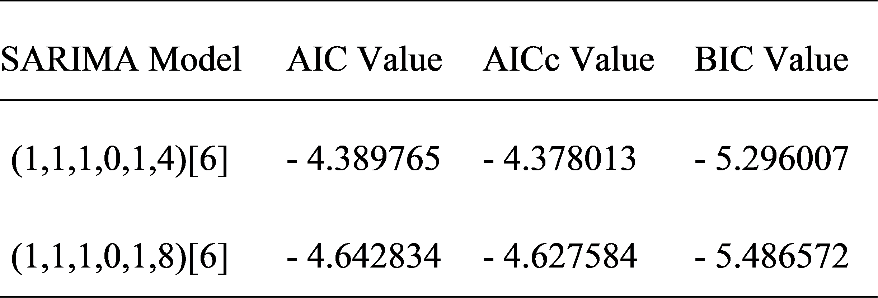 SARIMA Model AIC Value AICc Value BIC Value
(1,1,1,0,1,4)[6] - 4.389765 - 4.378013 - 5.296007
(1,1,1,0,1,8)[6] - 4.642834 - 4.627584 - 5.486572